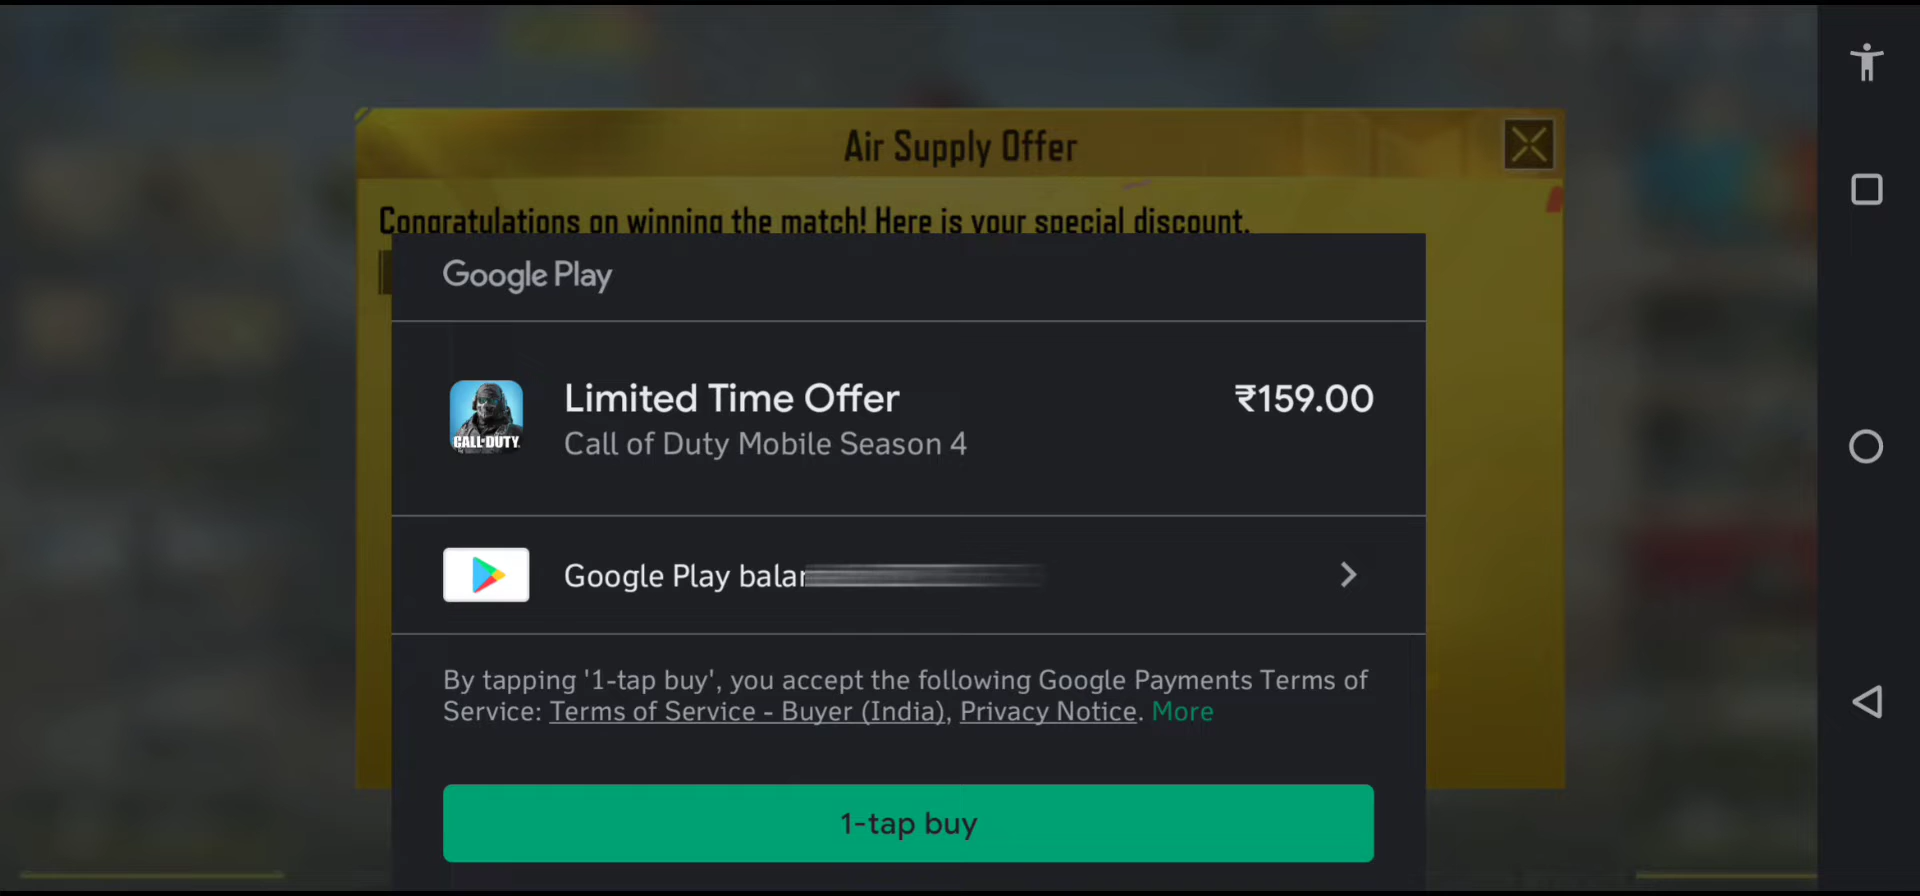 Air Supply Offer
Congratulations on winning the match! Here is your special discount.
Google Play
CALL OF DUTY
Limited Time Offer
₹159.00
Call of Duty Mobile Season 4
Google Play
By tapping '1-tap buy', you accept the following Google Payments Terms of
Service: Terms of Service - Buyer (India), Privacy Notice. More
1-tap buy